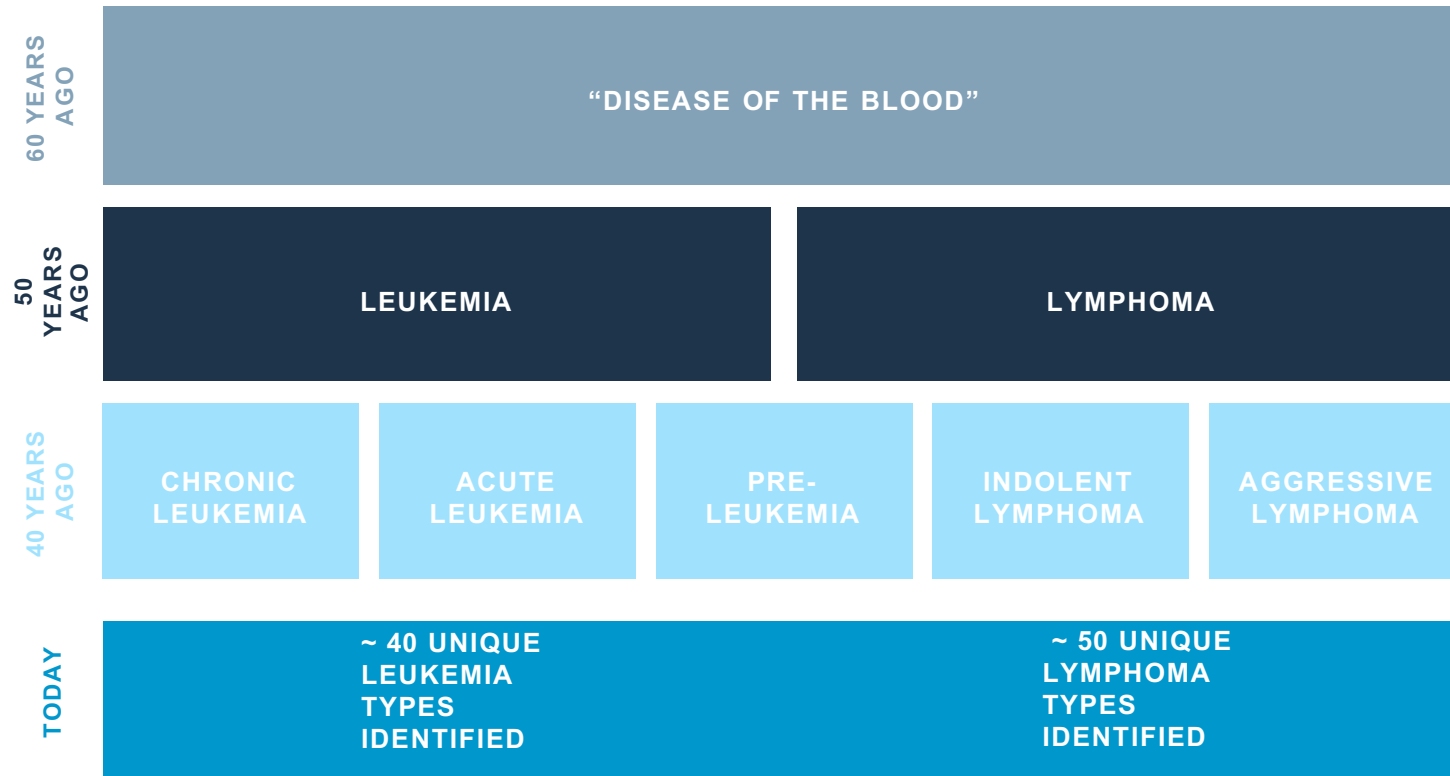 60 YEARS
AGO
“DISEASE OF THE BLOOD”
50
YEARS
AGO
LEUKEMIA
LYMPHOMA
40 YEARS
AGO
CHRONIC
LEUKEMIA
ACUTE
LEUKEMIA
PRE-
LEUKEMIA
INDOLENT
LYMPHOMA
AGGRESSIVE
LYMPHOMA
TODAY
~ 40 UNIQUE
LEUKEMIA
TYPES
IDENTIFIED
~ 50 UNIQUE
LYMPHOMA
TYPES
IDENTIFIED